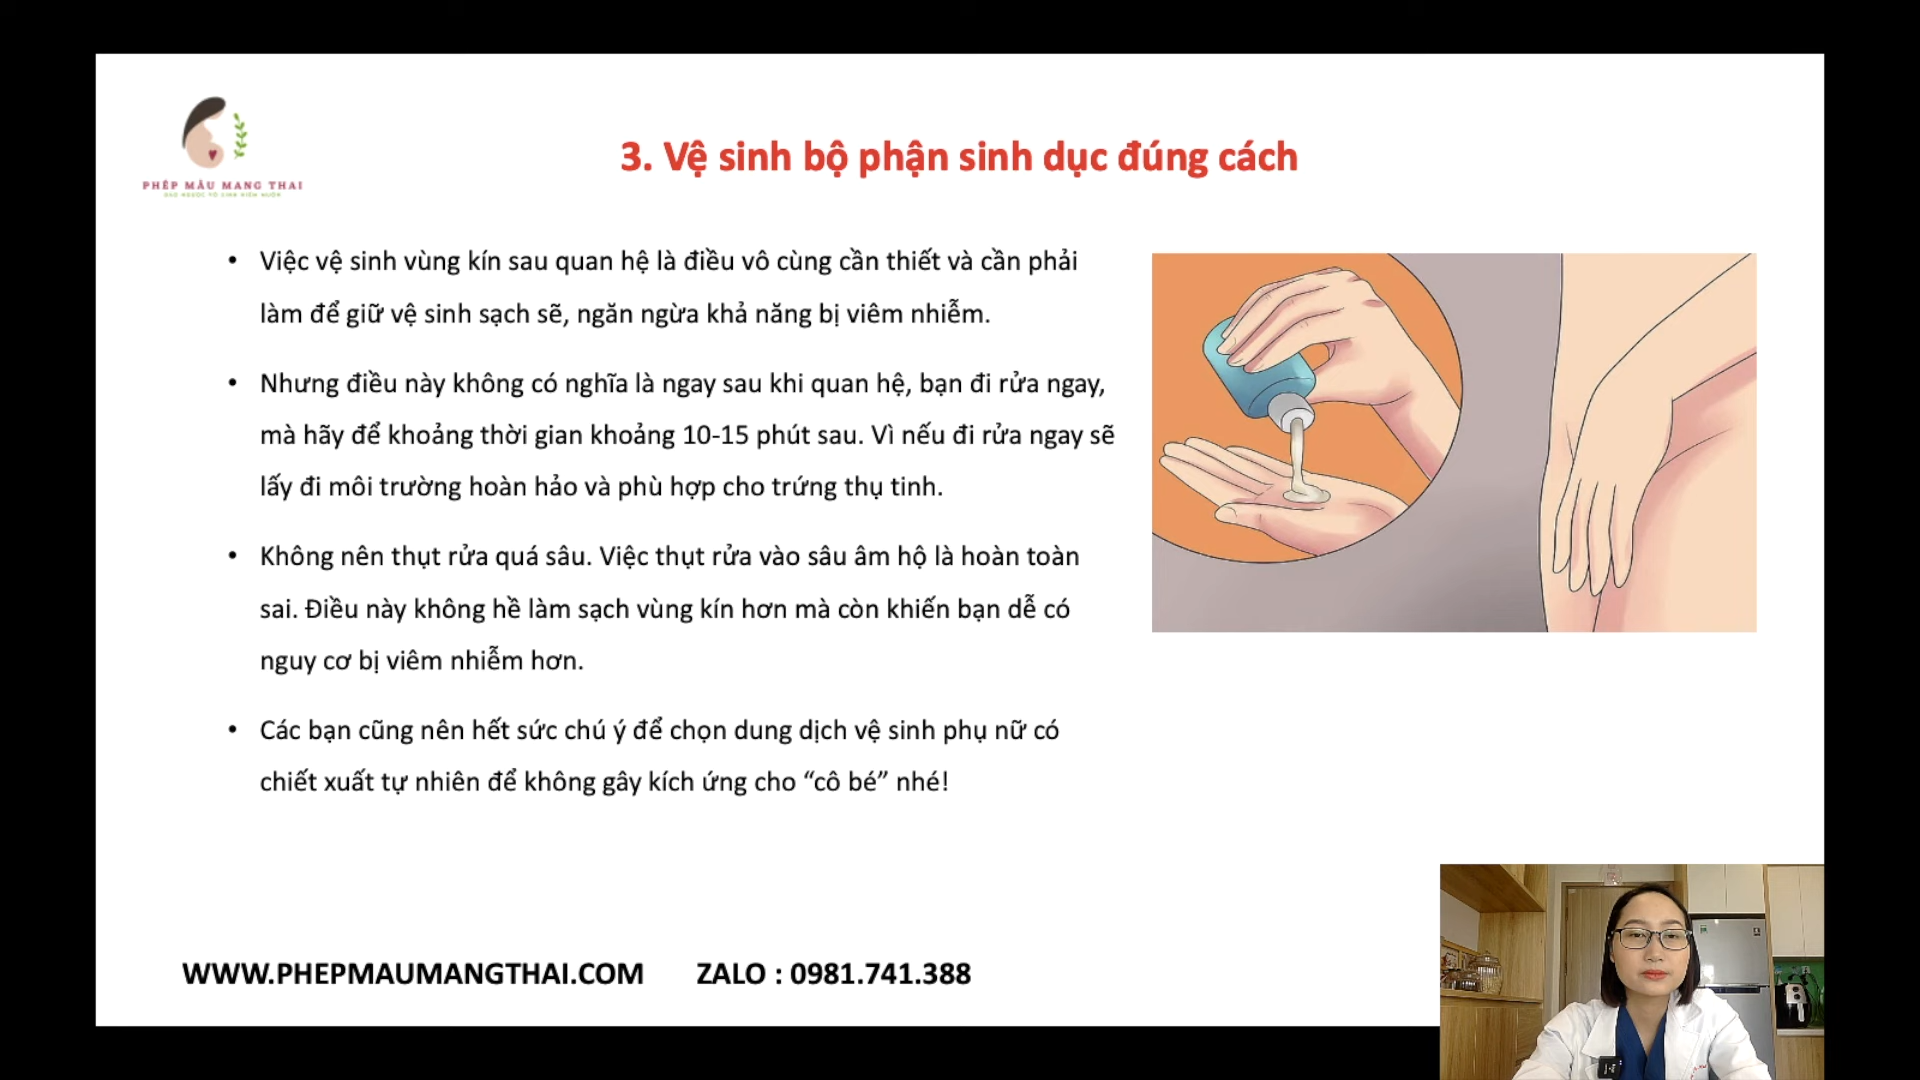 PHÉP MÀU MANG THAI
3. Vệ sinh bộ phận sinh dục đúng cách
• Việc vệ sinh vùng kín sau quan hệ là điều vô cùng cần thiết và cần phải
làm để giữ vệ sinh sạch sẽ, ngăn ngừa khả năng bị viêm nhiễm.
• Nhưng điều này không có nghĩa là ngay sau khi quan hệ, bạn đi rửa ngay,
mà hãy để khoảng thời gian khoảng 10-15 phút sau. Vì nếu đi rửa ngay sẽ
lấy đi môi trường hoàn hảo và phù hợp cho trứng thụ tinh.
• Không nên thụt rửa quá sâu. Việc thụt rửa vào sâu âm hộ là hoàn toàn
sai. Điều này không hề làm sạch vùng kín hơn mà còn khiến bạn dễ có
nguy cơ bị viêm nhiễm hơn.
• Các bạn cũng nên hết sức chú ý để chọn dung dịch vệ sinh phụ nữ có
chiết xuất tự nhiên để không gây kích ứng cho “cô bé” nhé!
WWW.PHEPMAUMANGTHAI.COM ZALO : 0981.741.388